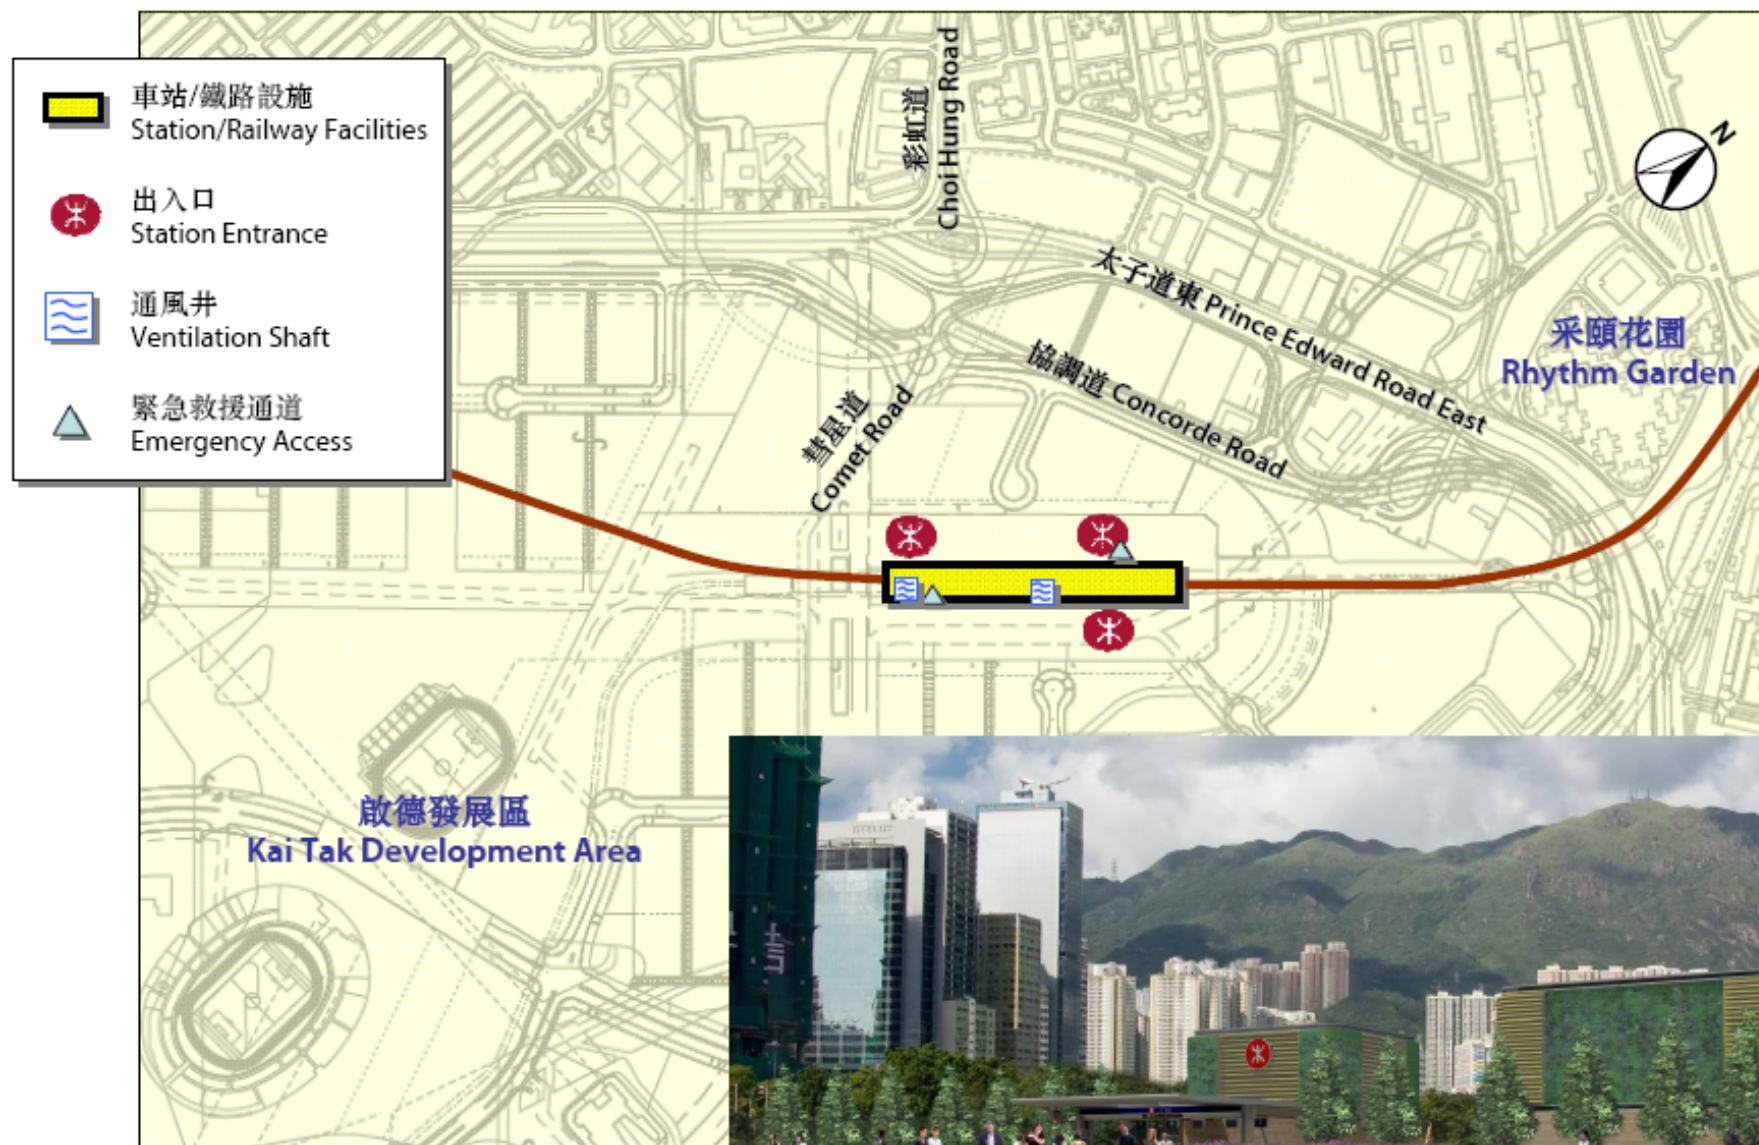 車站/鐵路設施
Station/Railway Facilities
出入口
Station Entrance
通風井
Ventilation Shaft
緊急救援通道
Emergency Access
彩虹道
Choi Hung Road
N
太子道東 Prince Edward Road East
采頤花園
Rhythm Garden
協調道 Concorde Road
彗星道
Comet Road
啟德發展區
Kai Tak Development Area